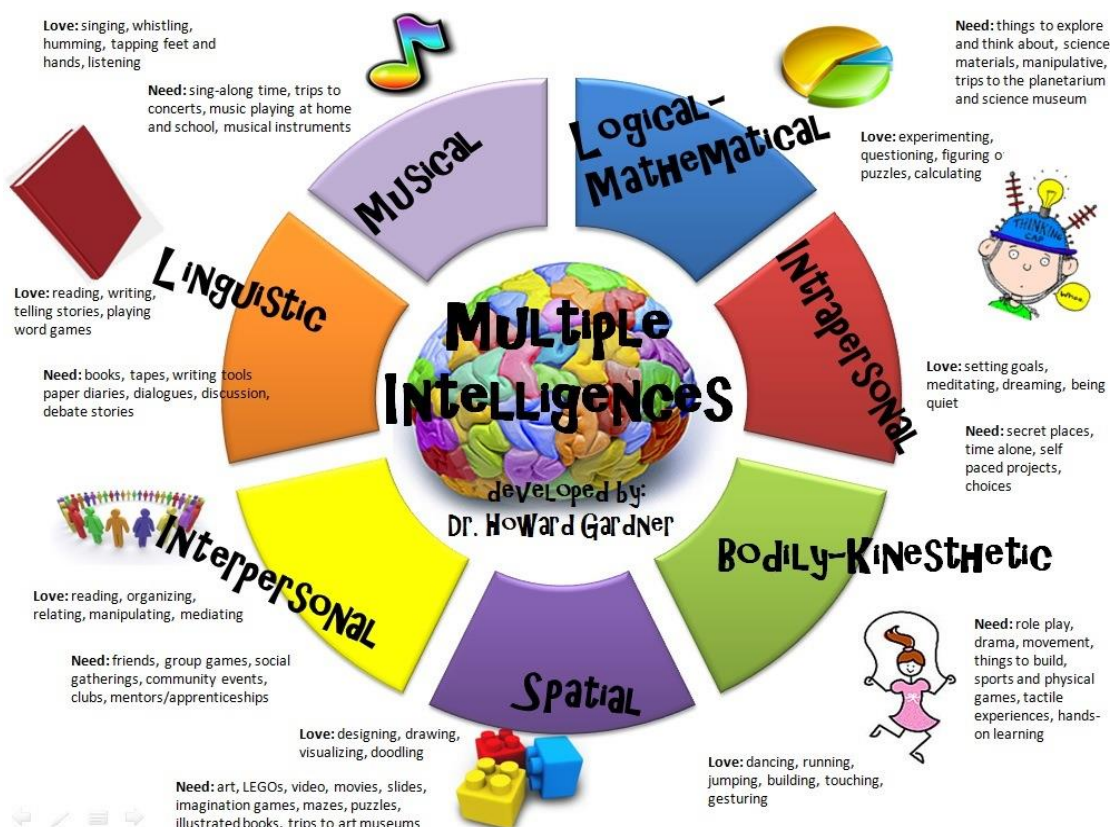 Love: singing, whistling,
humming, tapping feet and
hands, listening
Need: sing-along time, trips to
concerts, music playing at home
and school, musical instruments
Musical
Logical-
Mathematical
Need: things to explore
and think about, science
materials, manipulative,
trips to the planetarium
and science museum
Love: experimenting,
questioning, figuring o
puzzles, calculating
THINKING
CAP
Linguistic
Love: reading, writing,
telling stories, playing
word games
Need: books, tapes, writing tools
paper diaries, dialogues, discussion,
debate stories
Multiple
Intelligences
developed by:
Dr. Howard Gardner
Intrapersonal
Love: setting goals,
meditating, dreaming, being
quiet
Need: secret places,
time alone, self
paced projects,
choices
Interpersonal
Love: reading, organizing,
relating, manipulating, mediating
Need: friends, group games, social
gatherings, community events,
clubs, mentors/apprenticeships
Bodily-Kinesthetic
Need: role play,
drama, movement,
things to build,
sports and physical
games, tactile
experiences, hands-
on learning
Love: dancing, running,
jumping, building, touching,
gesturing
Spatial
Love: designing, drawing,
visualizing, doodling
Need: art, LEGOs, video, movies, slides,
imagination games, mazes, puzzles,
illustrated books, trips to art museums